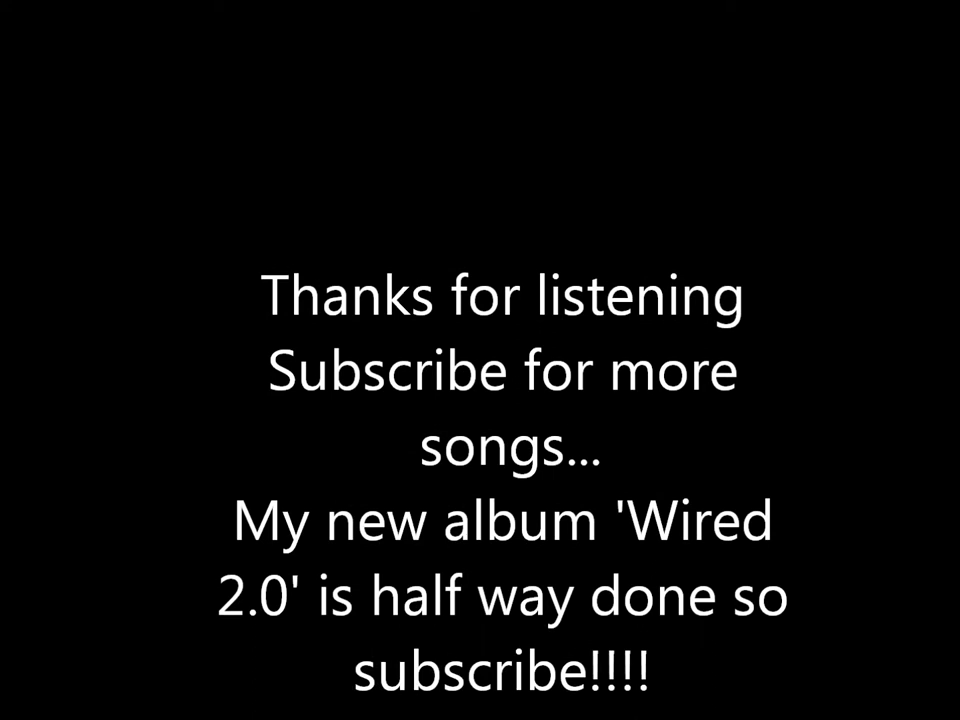 Thanks for listening
Subscribe for more
songs...
My new album 'Wired
2.0' is half way done so
subscribe!!!!